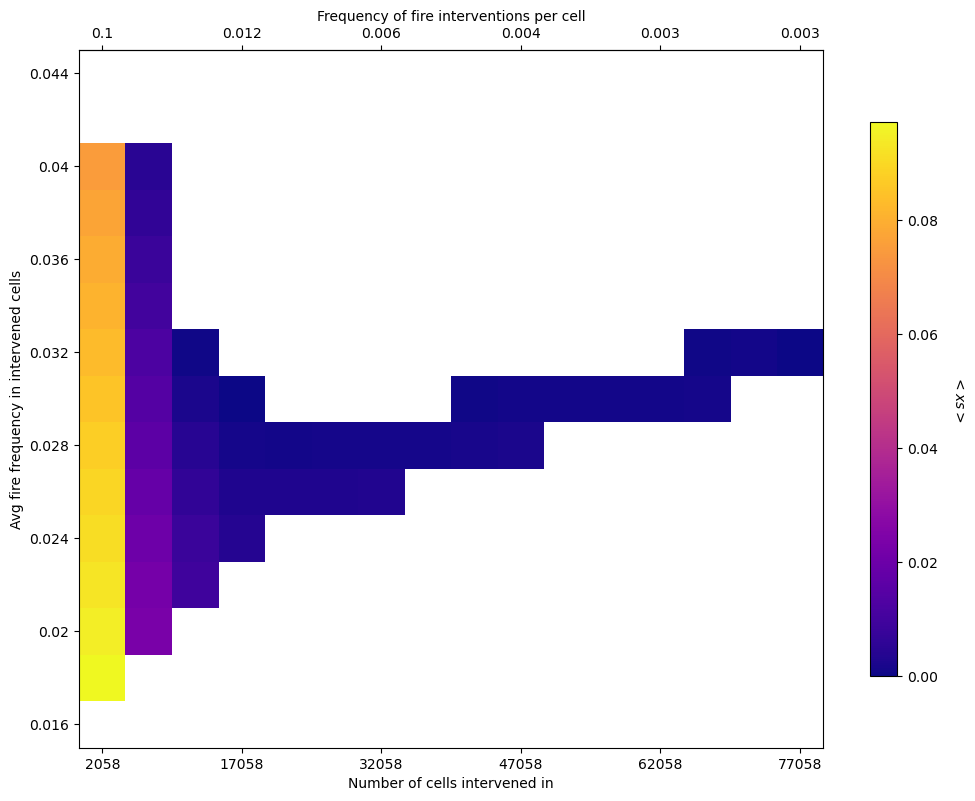 Frequency of fire interventions per cell
0.1 0.012 0.006 0.004 0.003 0.003
0.044
0.04
0.036
0.032
0.028
0.024
0.02
0.016
Avg fire frequency in intervened cells
2058 17058 32058 47058 62058 77058
Number of cells intervened in
0.08
0.06
0.04
0.02
0.00
< sx >